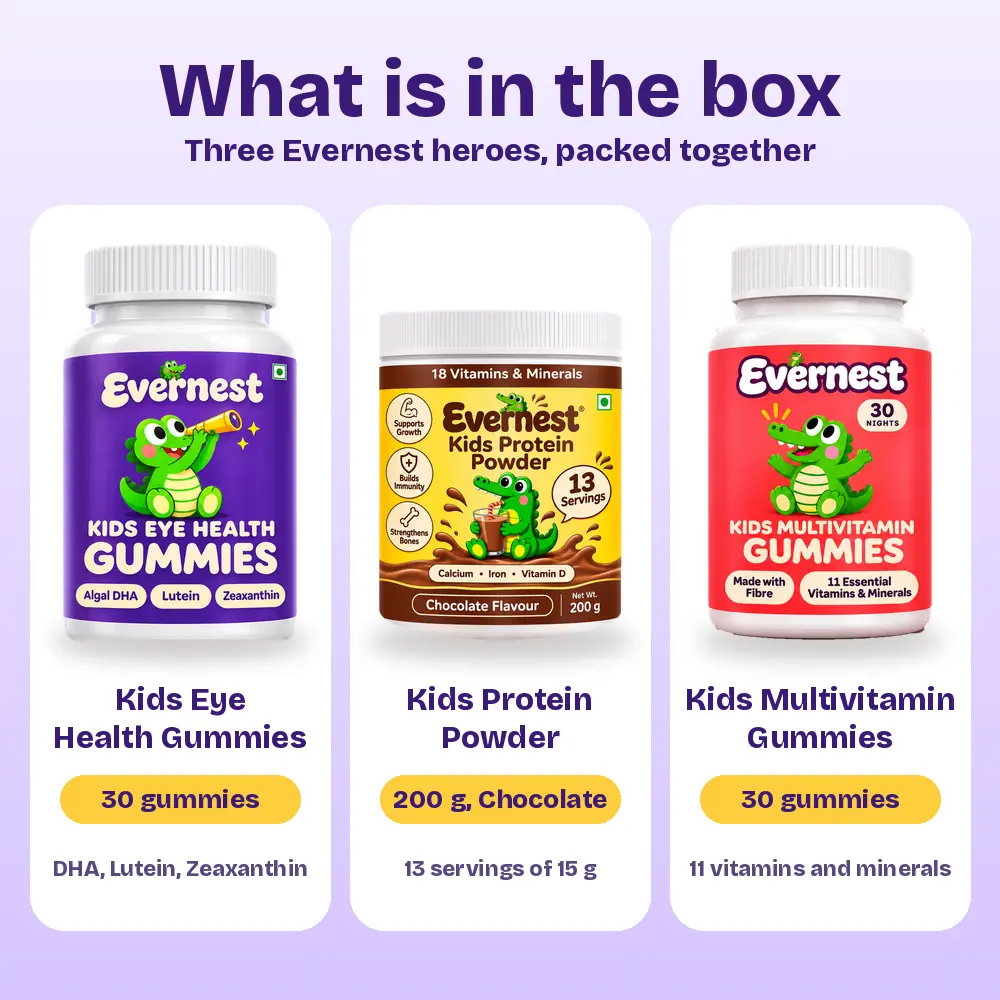 What is in the box
Three Evernest heroes, packed together
Evernest
KIDS EYE HEALTH
GUMMIES
Algal DHA
Lutein
Zeaxanthin
Kids Eye
Health Gummies
30 gummies
DHA, Lutein, Zeaxanthin
18 Vitamins & Minerals
Supports
Growth
Builds
Immunity
Strengthens
Bones
Evernest®
Kids Protein
Powder
13
Servings
Calcium • Iron • Vitamin D
Chocolate Flavour
Net Wt.
200 g
Kids Protein
Powder
200 g, Chocolate
13 servings of 15 g
Evernest
30
NIGHTS
KIDS MULTIVITAMIN
GUMMIES
Made with
Fibre
11 Essential
Vitamins & Minerals
Kids Multivitamin
Gummies
30 gummies
11 vitamins and minerals